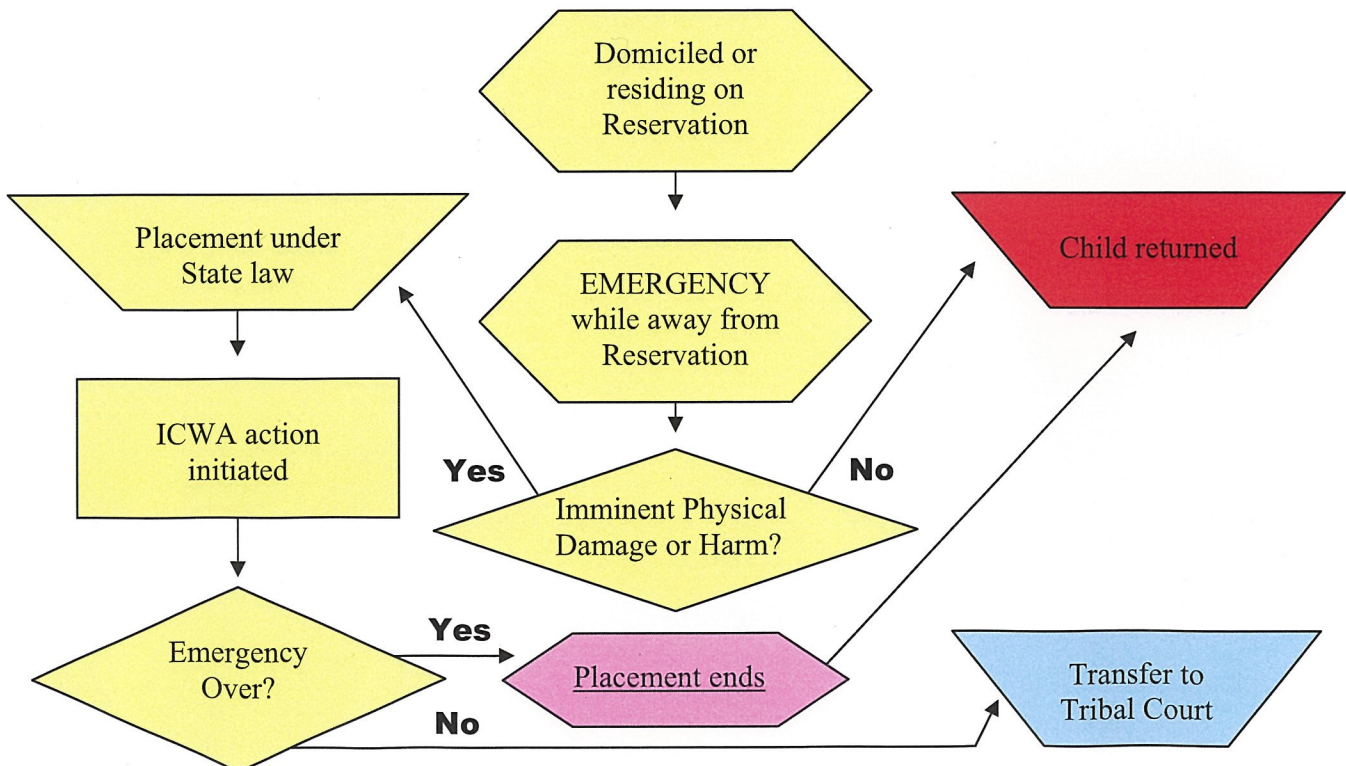 Domiciled or
residing on
Reservation
Placement under
State law
EMERGENCY
while away from
Reservation
Child returned
ICWA action
initiated
Yes
No
Imminent Physical
Damage or Harm?
Emergency
Over?
Yes
No
Placement ends
Transfer to
Tribal Court